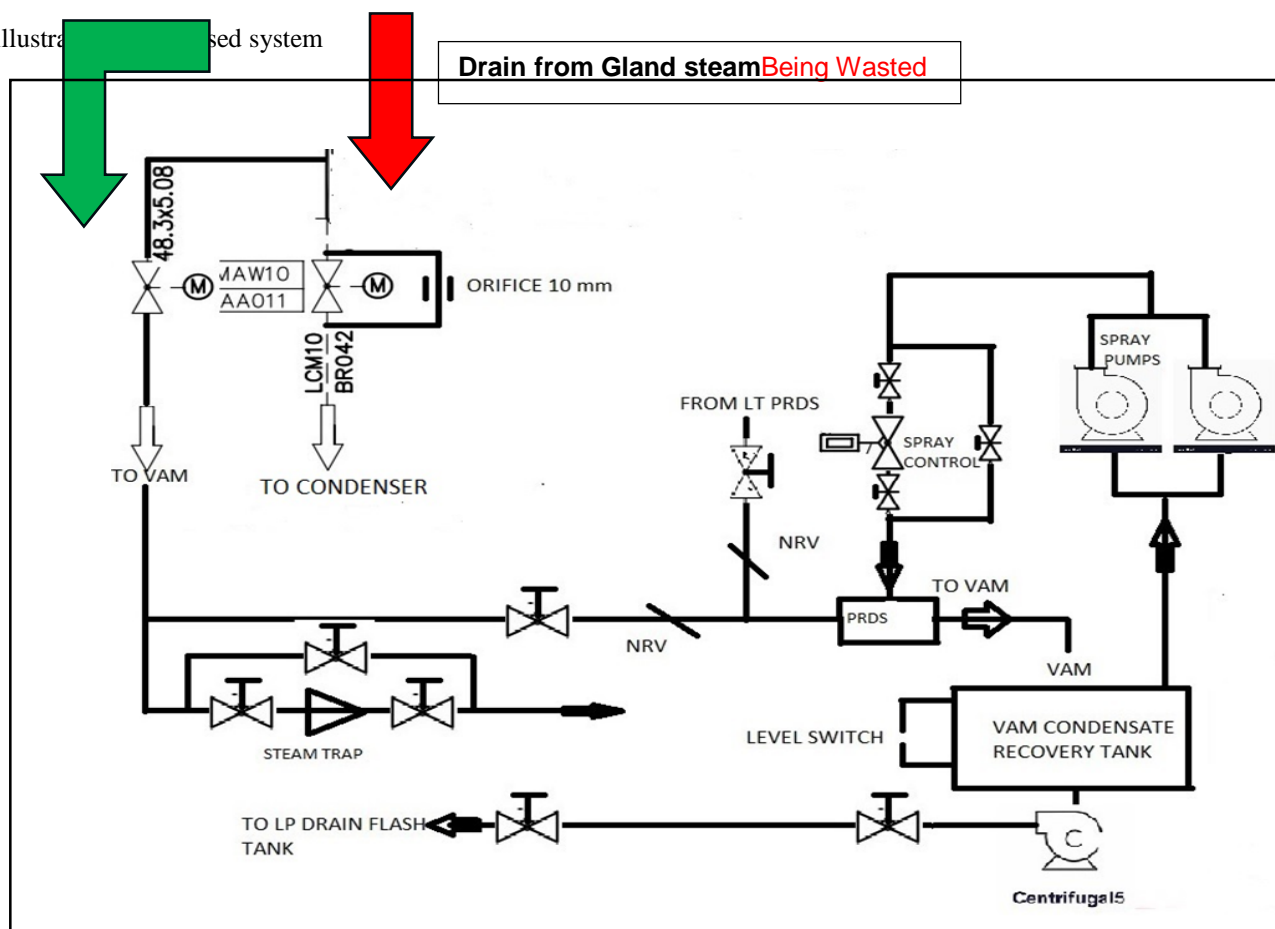 sed system
Drain from Gland steamBeing Wasted
48.3x5.08
M
MAW10
AA011
M
ORIFICE 10 mm
LCM10
BR042
TO VAM
TO CONDENSER
FROM LT PRDS
NRV
SPRAY
CONTROL
SPRAY
PUMPS
NRV
PRDS
TO VAM
VAM
STEAM TRAP
LEVEL SWITCH
VAM CONDENSATE
RECOVERY TANK
TO LP DRAIN FLASH
TANK
C
Centrifugal5